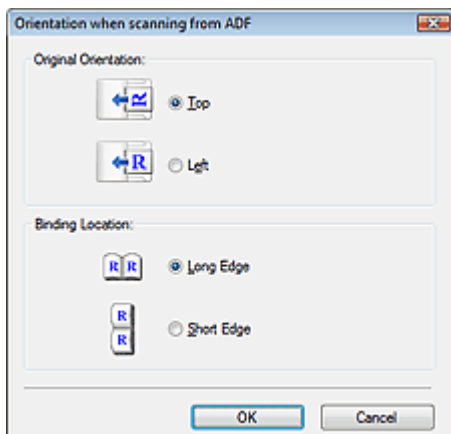 Orientation when scanning from ADF
Original Orientation:
R
Top
R
Left
Binding Location:
R R
Long Edge
R
R
Short Edge
OK
Cancel